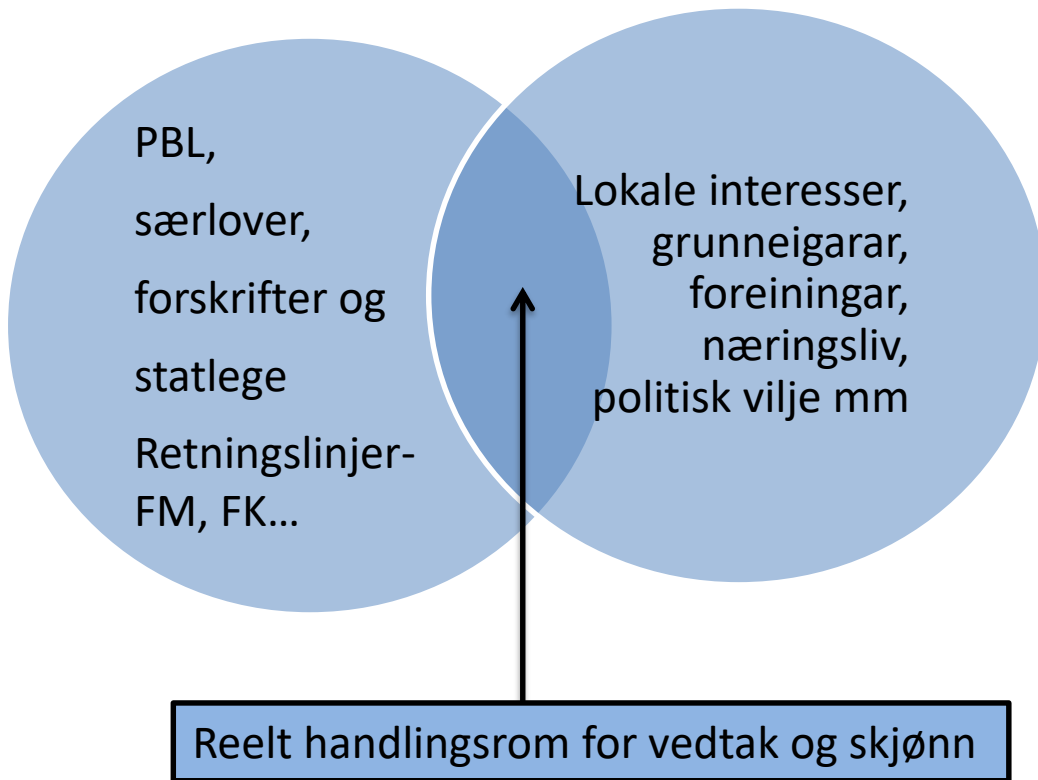 PBL,
særlover,
forskrifter og
statlege
Retningslinjer-
FM, FK...
Lokale interesser,
grunneigarar,
foreiningar,
næringsliv,
politisk vilje mm
Reelt handlingsrom for vedtak og skjønn